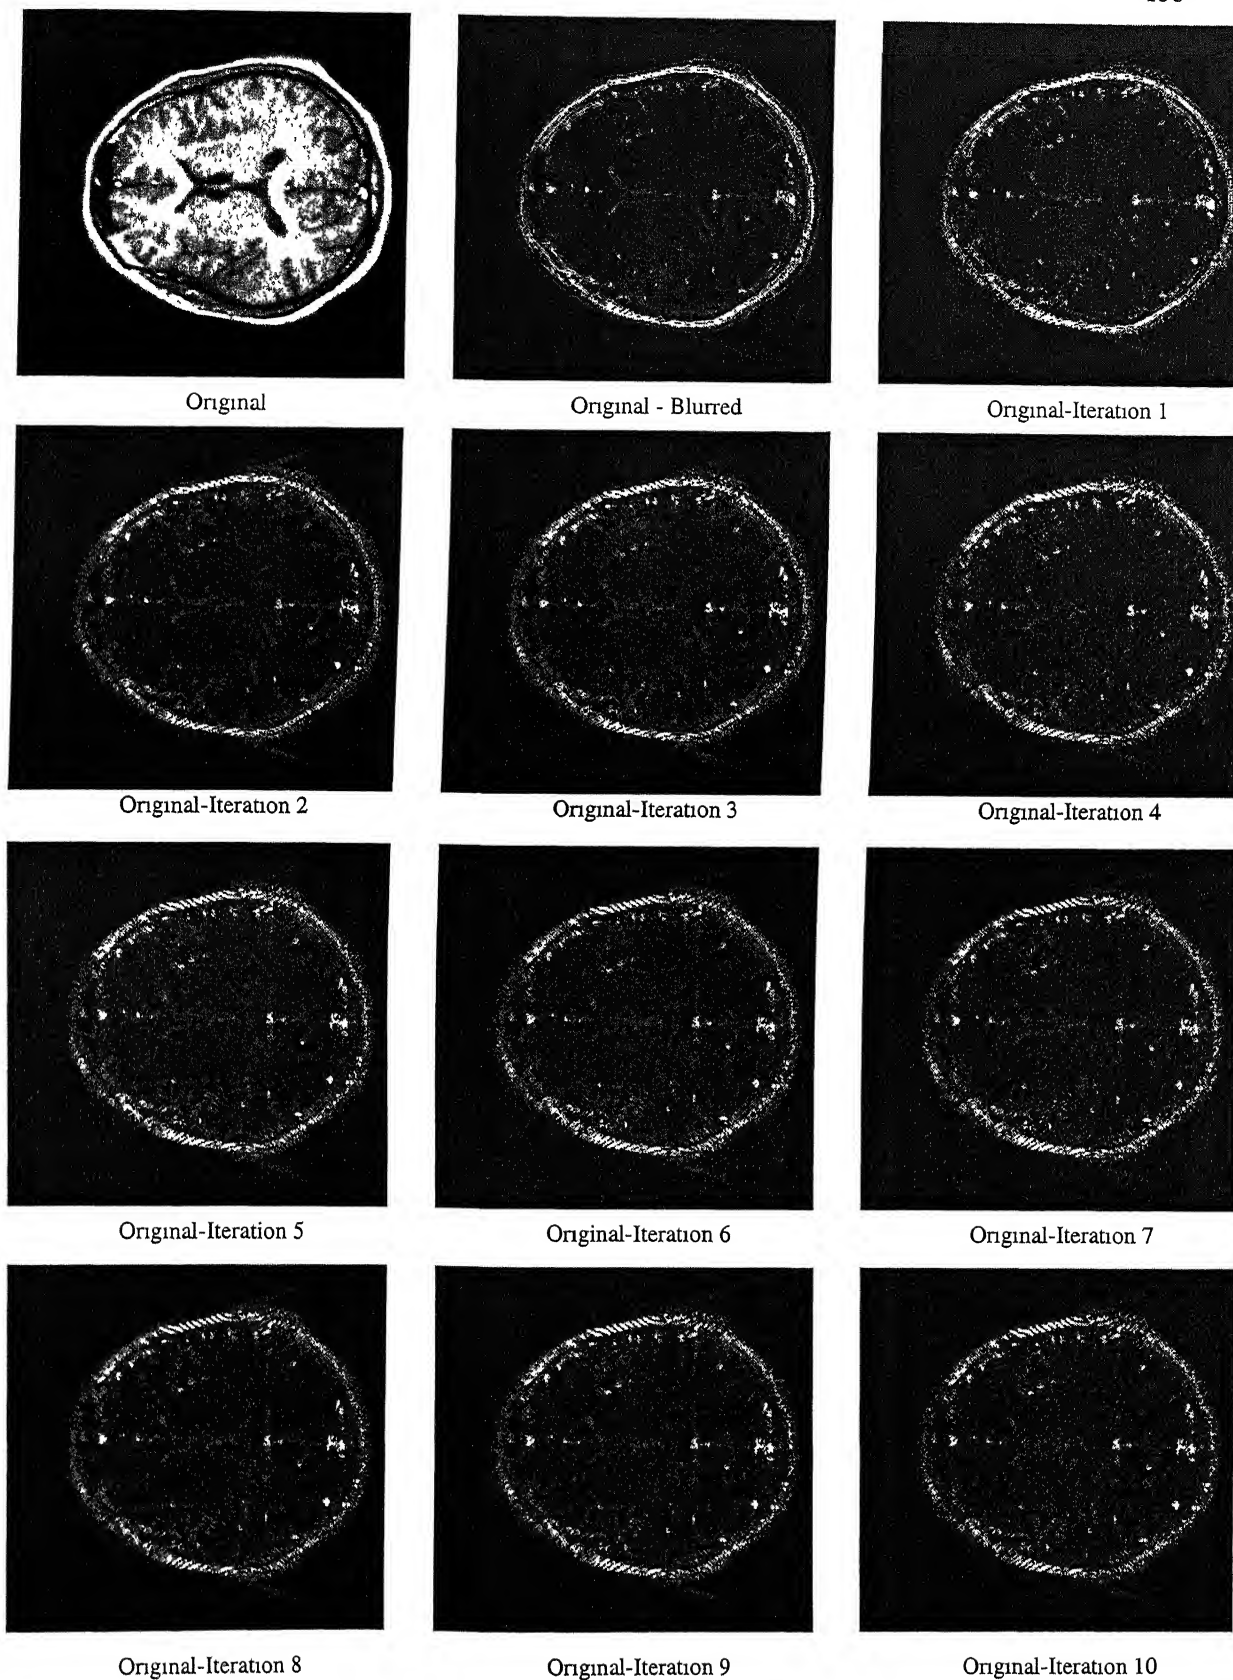 Original
Original - Blurred
Original-Iteration 1
Original-Iteration 2
Original-Iteration 3
Original-Iteration 4
Original-Iteration 5
Original-Iteration 6
Original-Iteration 7
Original-Iteration 8
Original-Iteration 9
Original-Iteration 10